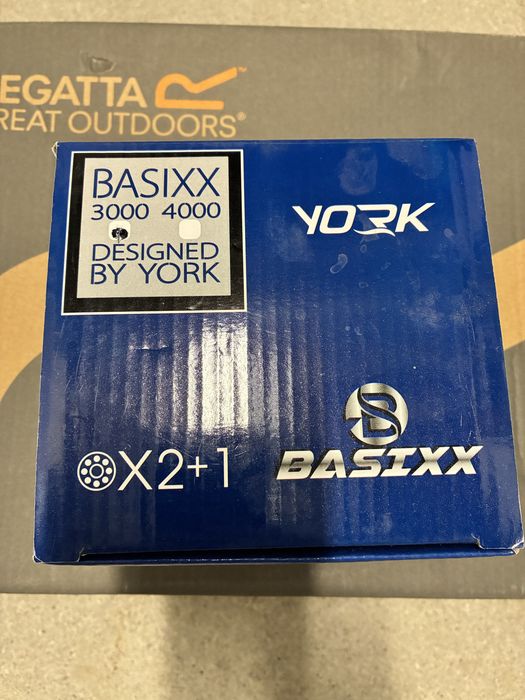 EGATTA
REAT OUTDOORS®
BASIXX
3000 4000
DESIGNED
BY YORK
YORK
X2+1
B
BASIXX